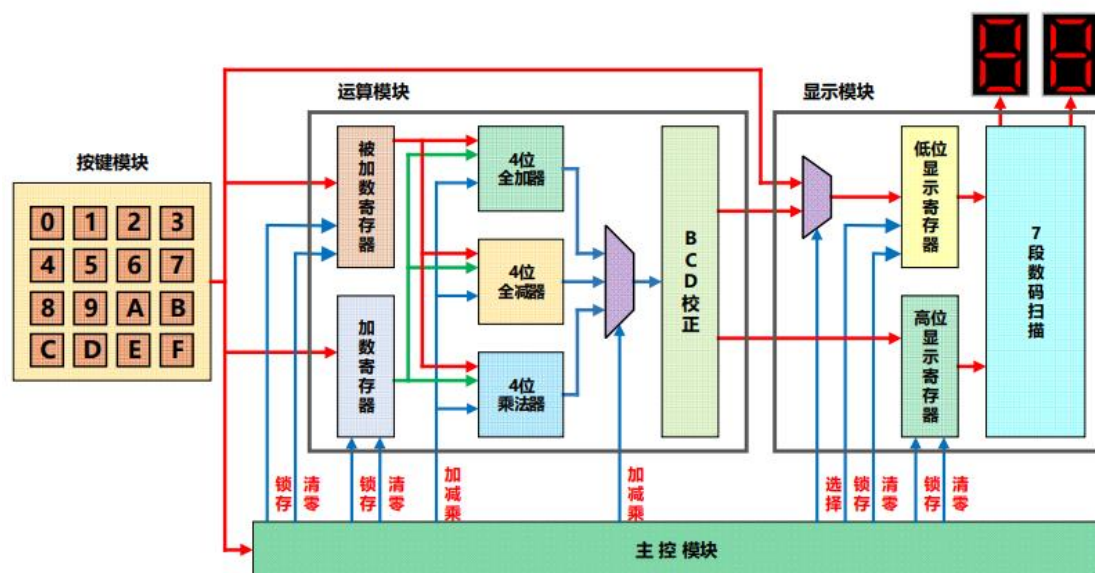 运算模块
显示模块
按键模块
0 1 2 3
4 5 6 7
8 9 A B
C D E F
被加数寄存器
加数寄存器
4位
全加器
4位
全减器
4位
乘法器
BCD校正
低位显示寄存器
高位显示寄存器
7段数码扫描
锁存
清零
锁存
清零
加减乘
加减乘
选择
锁存
清零
锁存
清零
主控模块